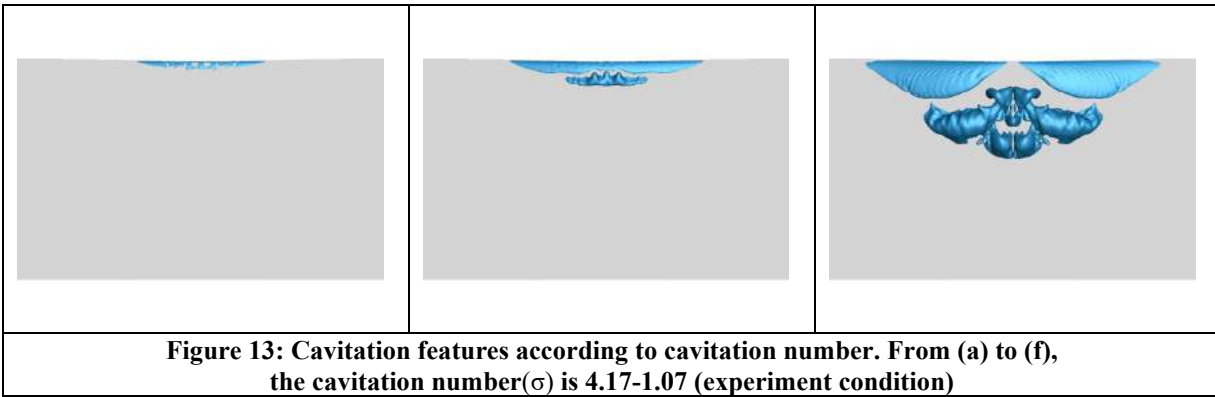 Figure 13: Cavitation features according to cavitation number. From (a) to (f),
the cavitation number(σ) is 4.17-1.07 (experiment condition)